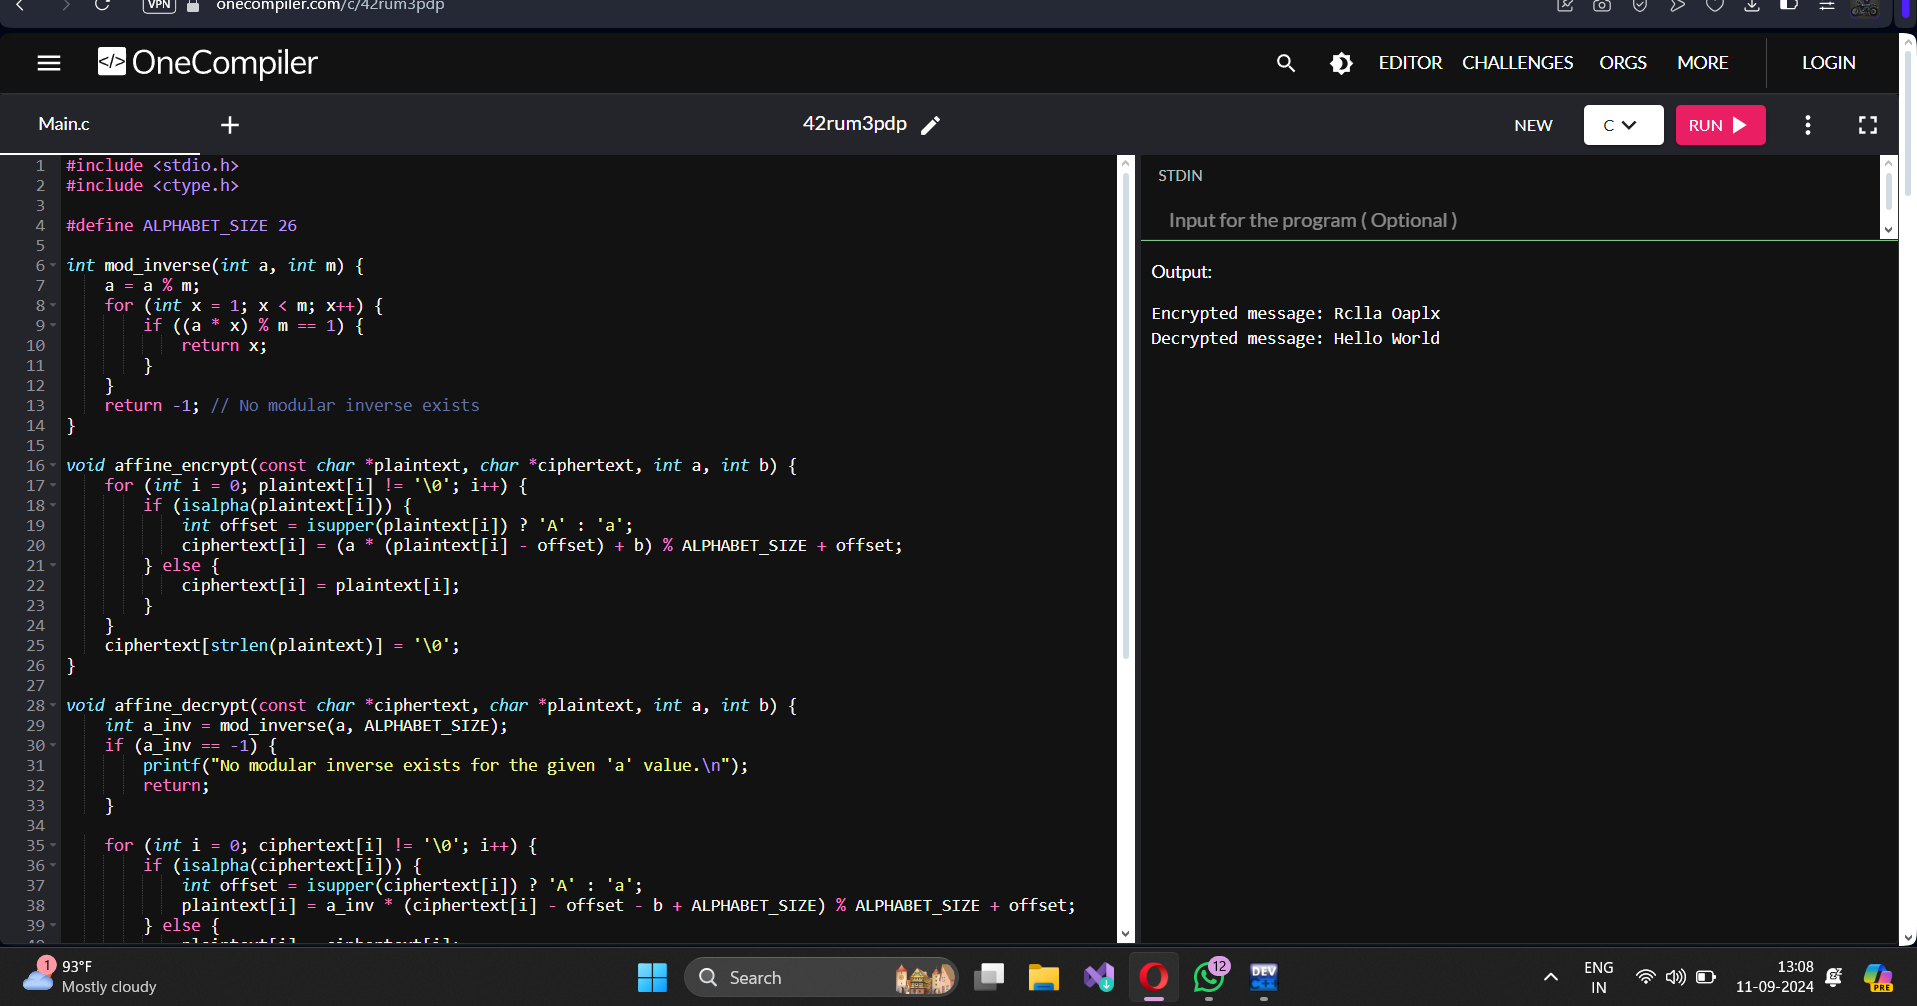 VPN onecompiler.com/c/42rum3pdp
</> OneCompiler EDITOR CHALLENGES ORGS MORE LOGIN
Main.c + 42rum3pdp NEW C RUN
1 #include <stdio.h>
2 #include <ctype.h>
3
4 #define ALPHABET_SIZE 26
5
6 int mod_inverse(int a, int m) {
7 a = a % m;
8 for (int x = 1; x < m; x++) {
9 if ((a * x) % m == 1) {
10 return x;
11 }
12 }
13 return -1; // No modular inverse exists
14 }
15
16 void affine_encrypt(const char *plaintext, char *ciphertext, int a, int b) {
17 for (int i = 0; plaintext[i] != '\0'; i++) {
18 if (isalpha(plaintext[i])) {
19 int offset = isupper(plaintext[i]) ? 'A' : 'a';
20 ciphertext[i] = (a * (plaintext[i] - offset) + b) % ALPHABET_SIZE + offset;
21 } else {
22 ciphertext[i] = plaintext[i];
23 }
24 }
25 ciphertext[strlen(plaintext)] = '\0';
26 }
27
28 void affine_decrypt(const char *ciphertext, char *plaintext, int a, int b) {
29 int a_inv = mod_inverse(a, ALPHABET_SIZE);
30 if (a_inv == -1) {
31 printf("No modular inverse exists for the given 'a' value.\n");
32 return;
33 }
34
35 for (int i = 0; ciphertext[i] != '\0'; i++) {
36 if (isalpha(ciphertext[i])) {
37 int offset = isupper(ciphertext[i]) ? 'A' : 'a';
38 plaintext[i] = a_inv * (ciphertext[i] - offset - b + ALPHABET_SIZE) % ALPHABET_SIZE + offset;
39 } else {
STDIN
Input for the program ( Optional )
Output:
Encrypted message: Rclla Oaplx
Decrypted message: Hello World
1
93°F
Mostly cloudy
Search
12
DEV
C++
ENG
IN
13:08
11-09-2024
PRE